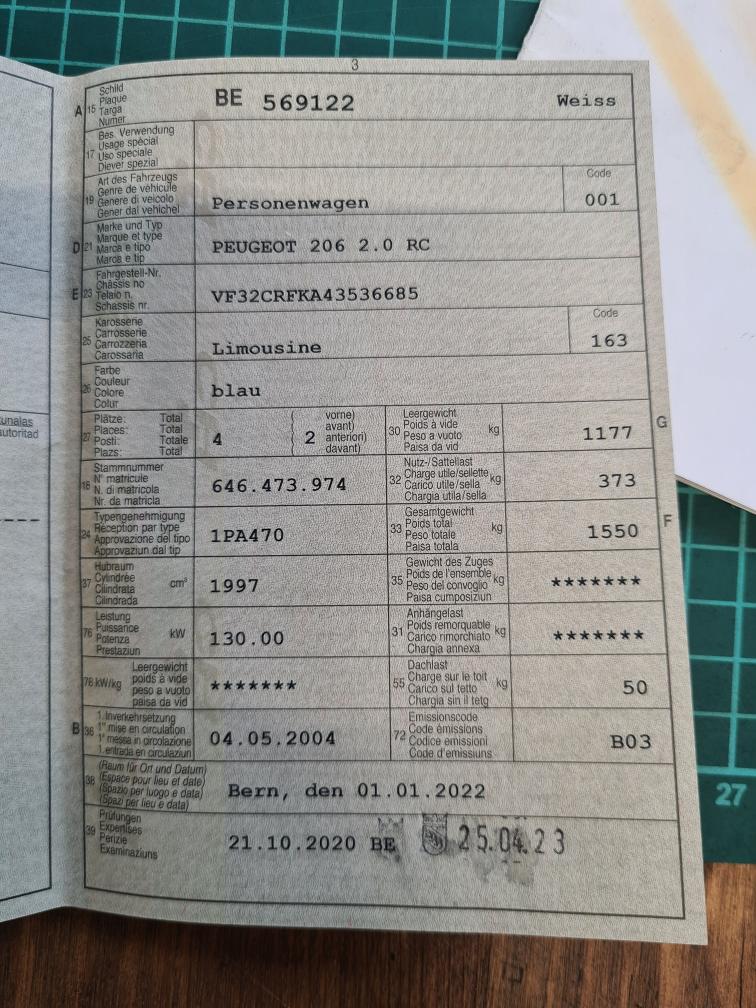 3
A 15 Schild
Plaque
Targa
Numer
BE 569122 Weiss
17 Bes. Verwendung
Usage spécial
Uso speciale
Diever spezial
19 Art des Fahrzeugs
Genre de véhicule
Genere di veicolo
Gener dal vehichel
Personenwagen
Code
001
D 21 Marke und Typ
Marque et type
Marca e tipo
Marca e tip
PEUGEOT 206 2.0 RC
E 23 Fahrgestell-Nr.
Châssis no
Telaio n.
Schassis nr.
VF32CRFKA43536685
25 Karosserie
Carrosserie
Carrozzeria
Carossaria
Limousine
Code
163
26 Farbe
Couleur
Colore
Colur
blau
27 Plätze: Total
Places: Total
Posti: Totale
Plazs: Total
4
2
vorne)
avant)
anteriori)
davant)
30 Leergewicht
Poids à vide
Peso a vuoto
Paisa da vid
kg
1177
G
18 Stammnummer
N° matricule
N. di matricola
Nr. da matricla
646.473.974
32 Nutz-/Sattellast
Charge utile/sellette
Carico utile/sella
Chargia utila/sella
kg
373
24 Typengenehmigung
Réception par type
Approvazione del tipo
Approvaziun dal tip
1PA470
33 Gesamtgewicht
Poids total
Peso totale
Paisa totala
kg
1550
F
37 Hubraum
Cylindrée
Cilindrata
Cilindrada
cm³
1997
35 Gewicht des Zuges
Poids de l'ensemble
Peso del convoglio
Paisa cumposiziun
kg
*******
76 Leistung
Puissance
Potenza
Prestaziun
kW
130.00
31 Anhängelast
Poids remorquable
Carico rimorchiato
Chargia annexa
kg
*******
78 kW/kg
Leergewicht
poids à vide
peso a vuoto
paisa da vid
*******
55 Dachlast
Charge sur le toit
Carico sul tetto
Chargia sin il tetg
kg
50
B 36 1. Inverkehrsetzung
1re mise en circulation
1a messa in circolazione
1. entrada en circulaziun
04.05.2004
72 Emissionscode
Code émissions
Codice emissioni
Code d'emissiuns
B03
38 (Raum für Ort und Datum)
(Espace pour lieu et date)
(Spazio per luogo e data)
(Spazi per lieu e data)
Bern, den 01.01.2022
39 Prüfungen
Expertises
Perizie
Examinaziuns
21.10.2020 BE 25.04.23
27